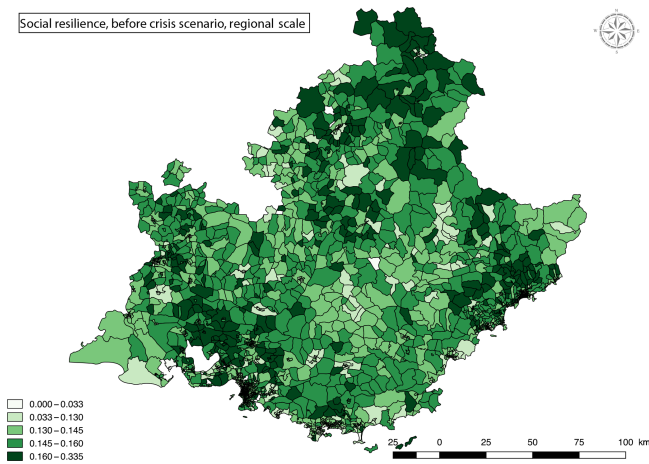 Social resilience, before crisis scenario, regional scale
N
W E
S
0.000 – 0.033
0.033 – 0.130
0.130 – 0.145
0.145 – 0.160
0.160 – 0.335
25 0 25 50 75 100 km